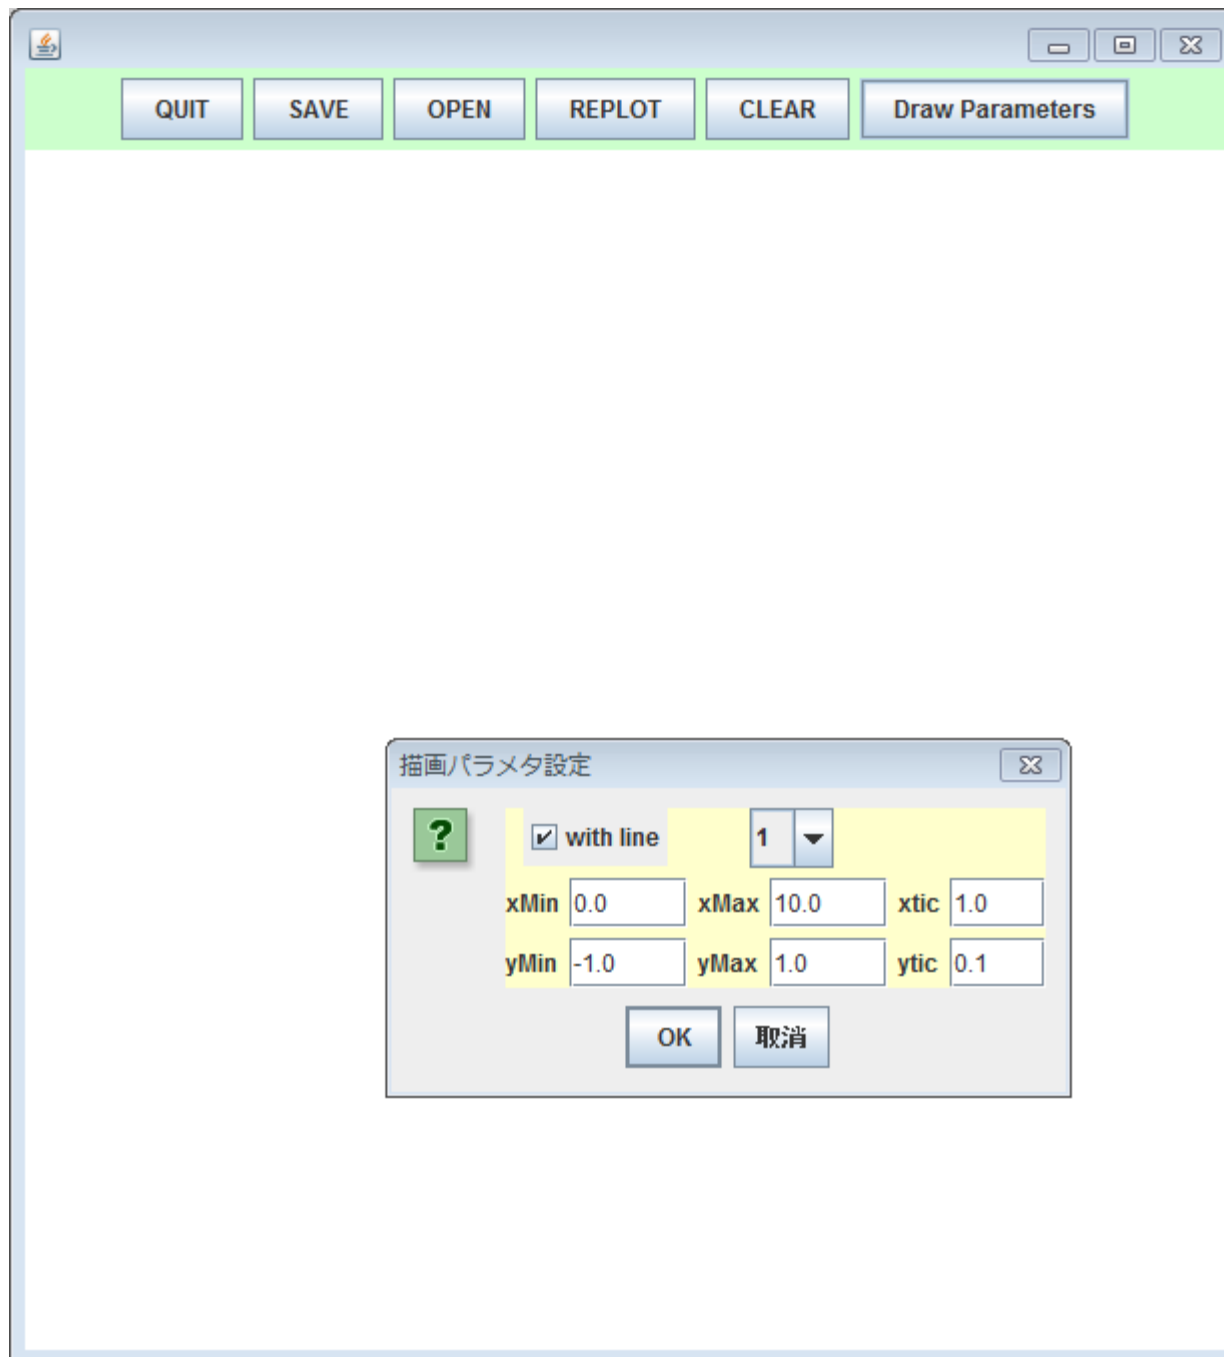 QUIT SAVE OPEN REPLOT CLEAR Draw Parameters
描画パラメタ設定
? with line 1
xMin 0.0 xMax 10.0 xtic 1.0
yMin -1.0 yMax 1.0 ytic 0.1
OK 取消